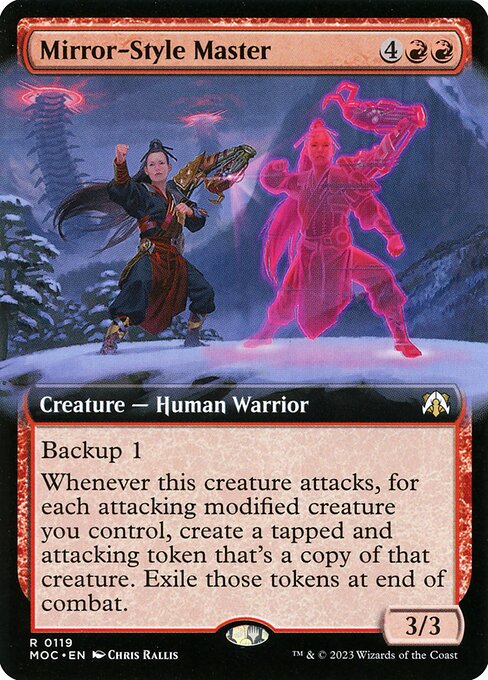 Mirror-Style Master 4
Creature — Human Warrior
Backup 1
Whenever this creature attacks, for
each attacking modified creature
you control, create a tapped and
attacking token that's a copy of that
creature. Exile those tokens at end of
combat.
3/3
R 0119
MOC • EN Chris Rallis ™ & © 2023 Wizards of the Coast